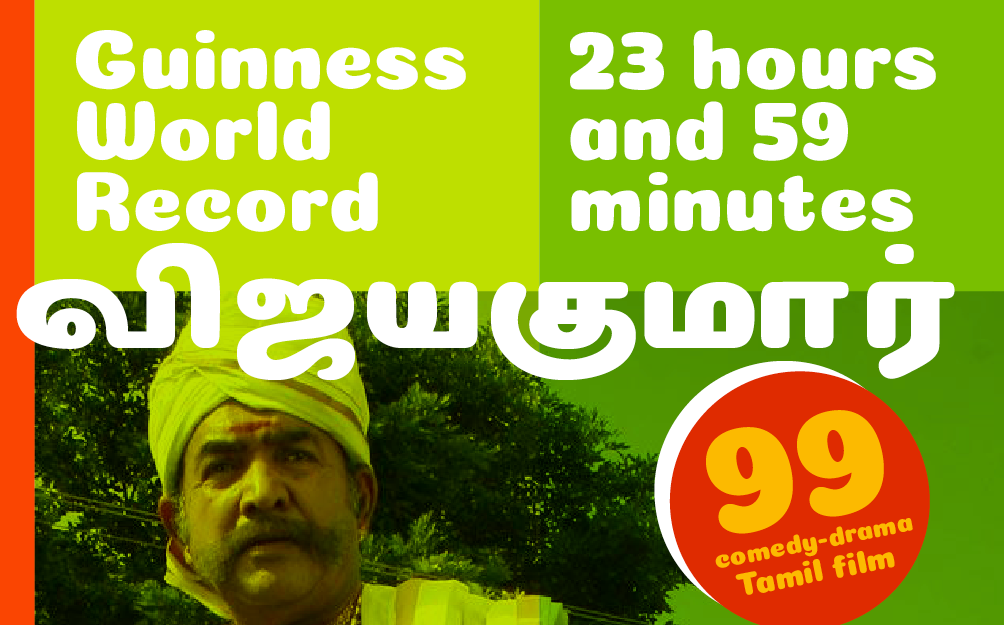 Guinness
World
Record
23 hours
and 59
minutes
விஜயகுமார்
99
comedy-drama
Tamil film